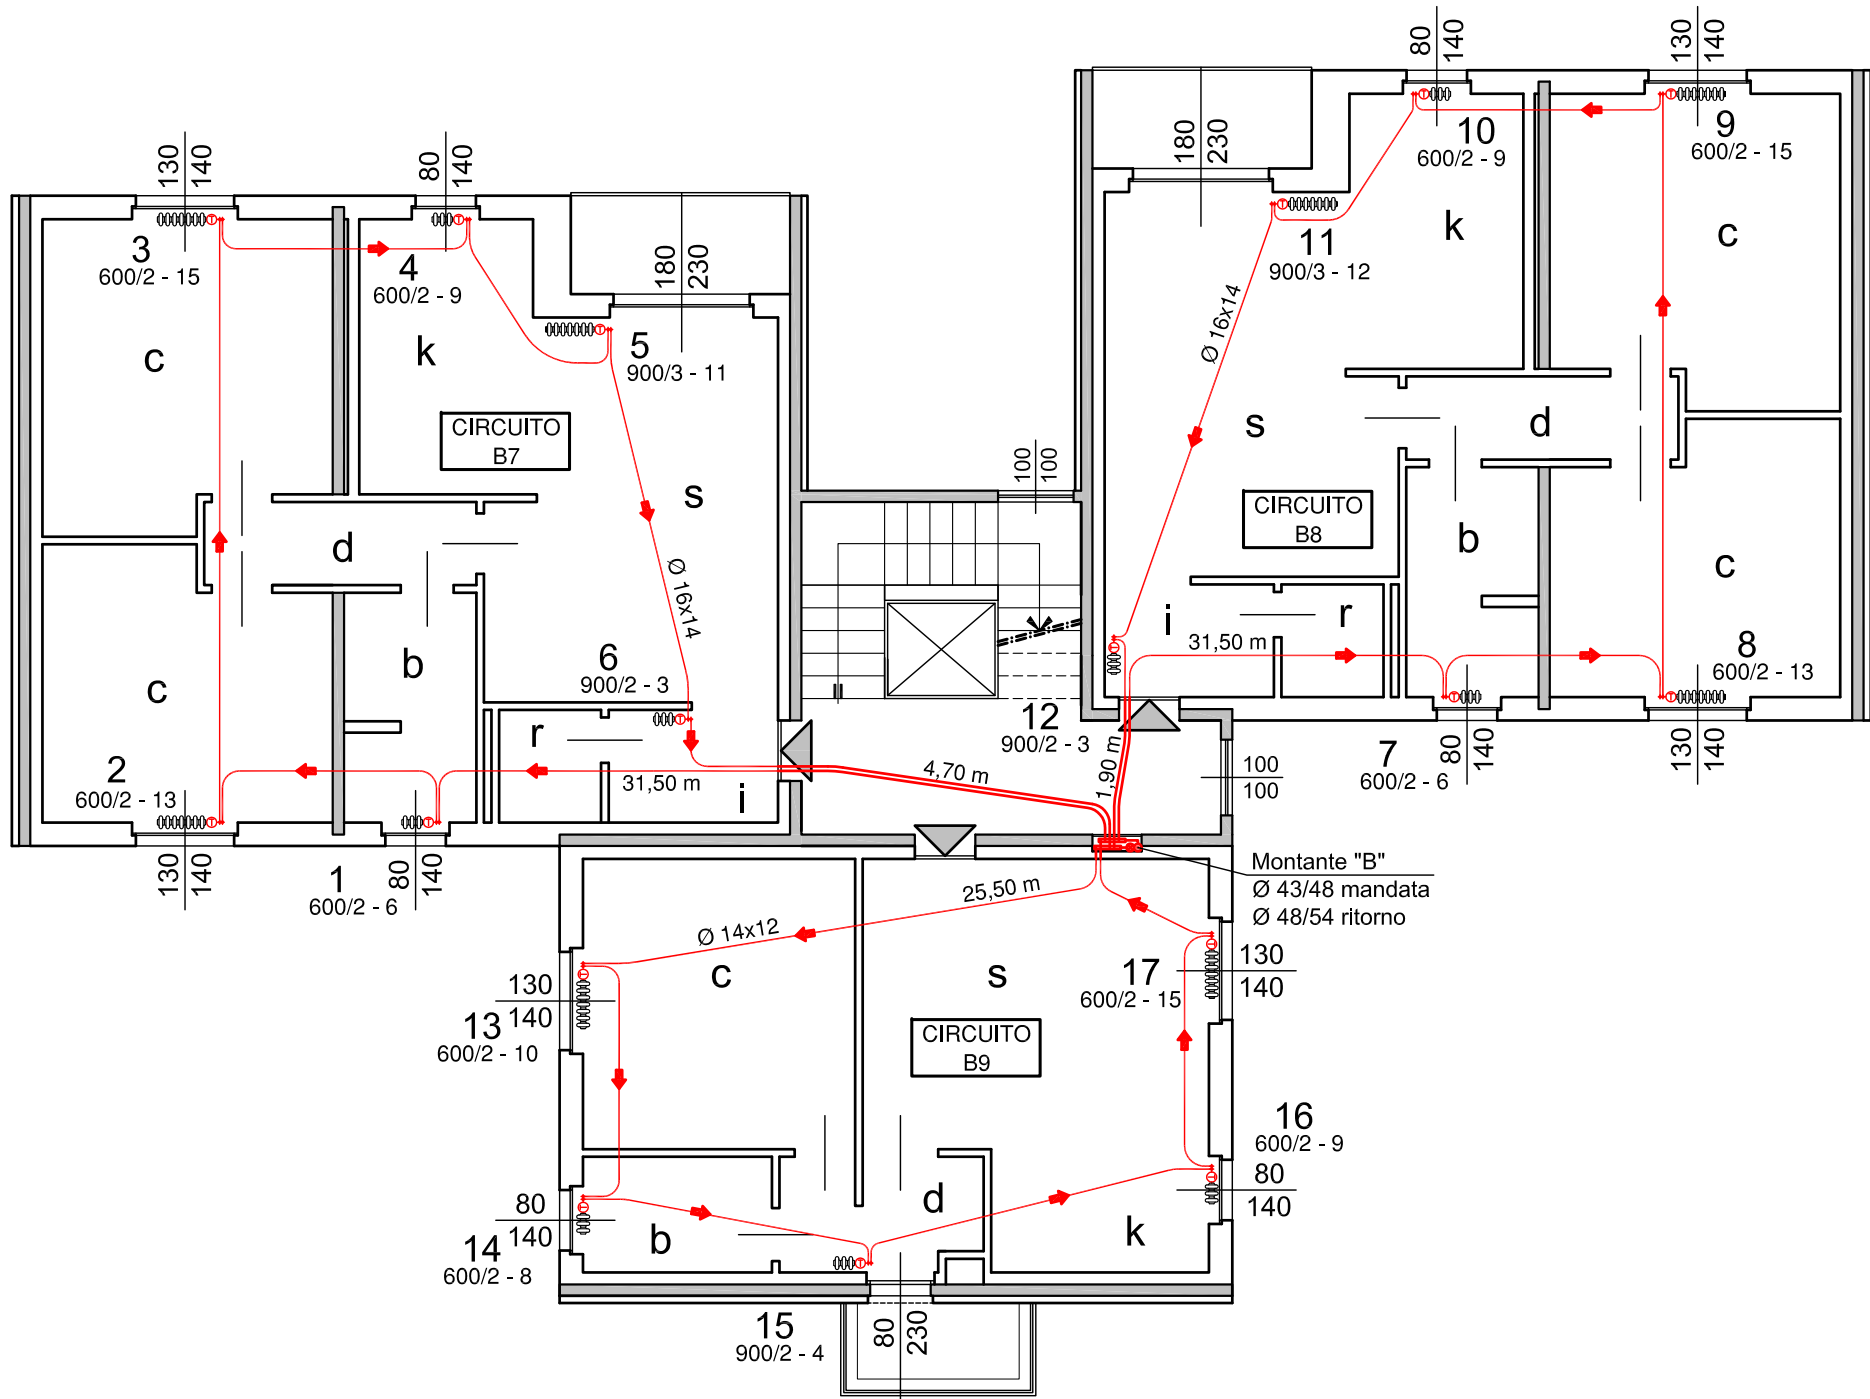 130
140
80
140
180
230
3
600/2 - 15
4
600/2 - 9
5
900/3 - 11
c
k
CIRCUITO
B7
s
d
Ø 16x14
b
c
6
900/2 - 3
r
31,50 m
i
2
600/2 - 13
130
140
1
600/2 - 6
80
140
100
100
4,70 m
12
900/2 - 3
1,90 m
100
100
80
140
130
140
180
230
10
600/2 - 9
9
600/2 - 15
11
900/3 - 12
k
c
Ø 16x14
s
d
CIRCUITO
B8
b
c
i
r
31,50 m
8
600/2 - 13
7
600/2 - 6
80
140
130
140
Montante "B"
Ø 43/48 mandata
Ø 48/54 ritorno
25,50 m
Ø 14x12
c
s
130
140
13
600/2 - 10
17
600/2 - 15
130
140
CIRCUITO
B9
16
600/2 - 9
80
140
80
140
14
600/2 - 8
b
d
k
15
900/2 - 4
80
230